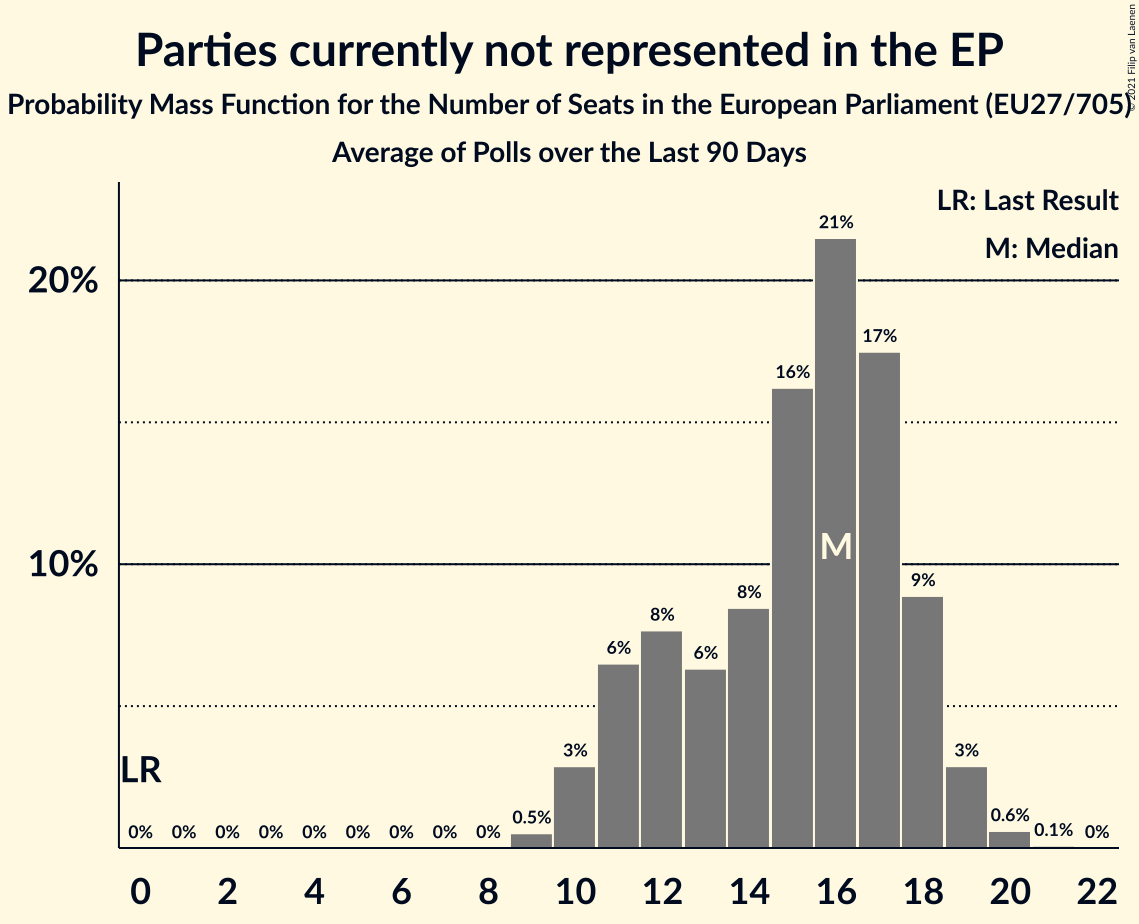 Parties currently not represented in the EP
Probability Mass Function for the Number of Seats in the European Parliament (EU27/705)
Average of Polls over the Last 90 Days
© 2021 Filip van Laenen
LR: Last Result
M: Median
20%
10%
LR
0% 0% 0% 0% 0% 0% 0% 0% 0% 0.5% 3% 6% 8% 6% 8% 16% 21% 17% 9% 3% 0.6% 0.1% 0%
M
0 2 4 6 8 10 12 14 16 18 20 22